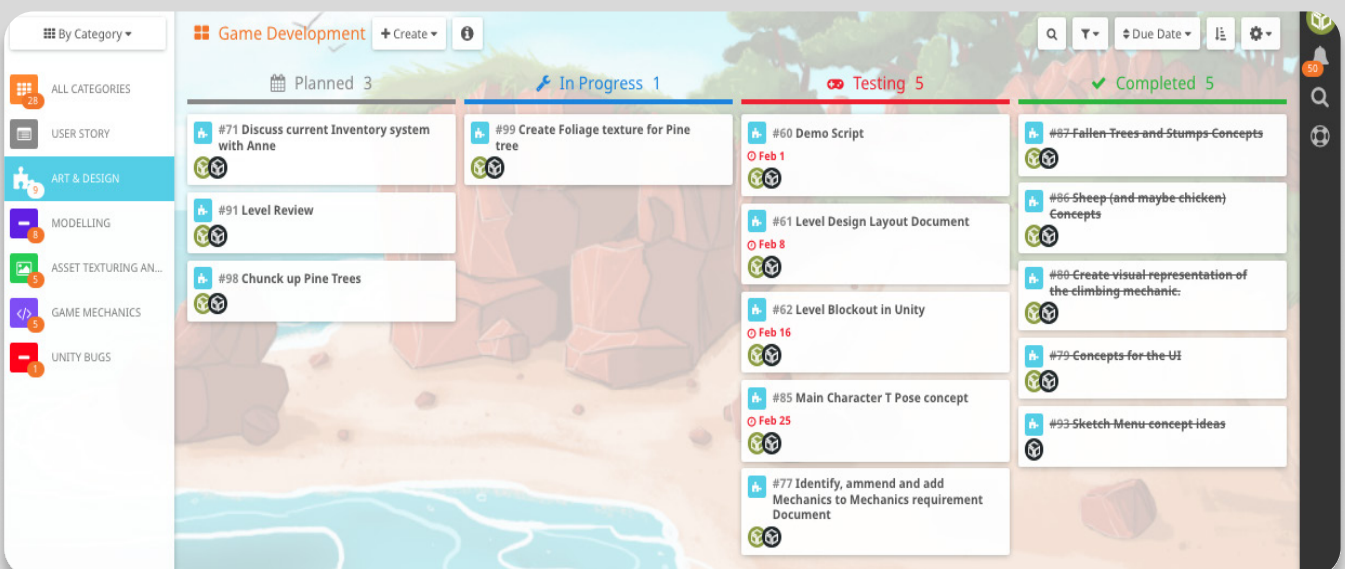 By Category
Game Development
Create
Due Date
50
ALL CATEGORIES
28
USER STORY
ART & DESIGN
9
MODELLING
8
ASSET TEXTURING AN...
5
GAME MECHANICS
5
UNITY BUGS
1
Planned 3
#71 Discuss current Inventory system
with Anne
#91 Level Review
#98 Chunck up Pine Trees
In Progress 1
#99 Create Foliage texture for Pine
tree
Testing 5
#60 Demo Script
Feb 1
#61 Level Design Layout Document
Feb 8
#62 Level Blockout in Unity
Feb 16
#85 Main Character T Pose concept
Feb 25
#77 Identify, ammend and add
Mechanics to Mechanics requirement
Document
Completed 5
#87 Fallen Trees and Stumps Concepts
#86 Sheep (and maybe chicken)
Concepts
#80 Create visual representation of
the climbing mechanic.
#79 Concepts for the UI
#93 Sketch Menu concept ideas